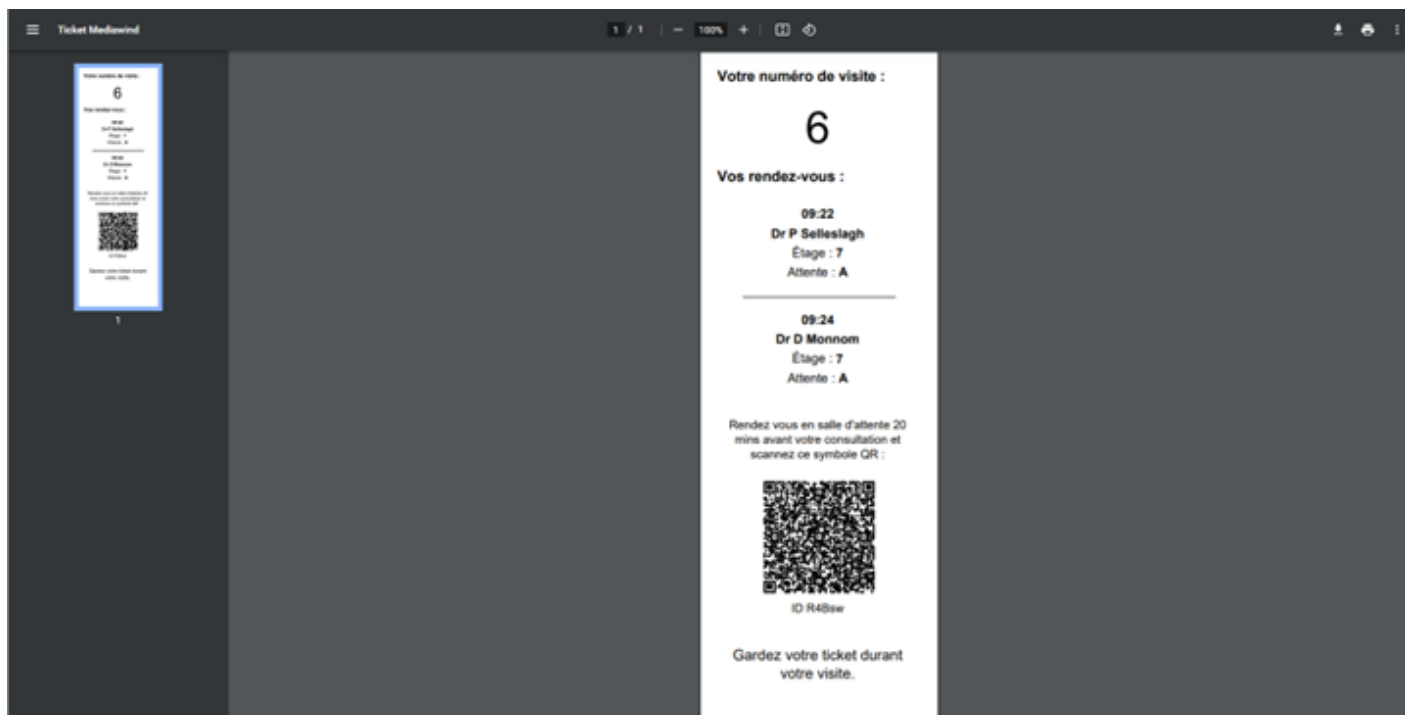 Ticket Mediawind
1 / 1
100%
Votre numéro de visite :
6
Vos rendez-vous :
09:22
Dr P Selleslagh
Étage : 7
Attente : A
09:24
Dr D Monnom
Étage : 7
Attente : A
Rendez vous en salle d'attente 20
mins avant votre consultation et
scannez ce symbole QR :
ID R4Bsw
Gardez votre ticket durant
votre visite.
1